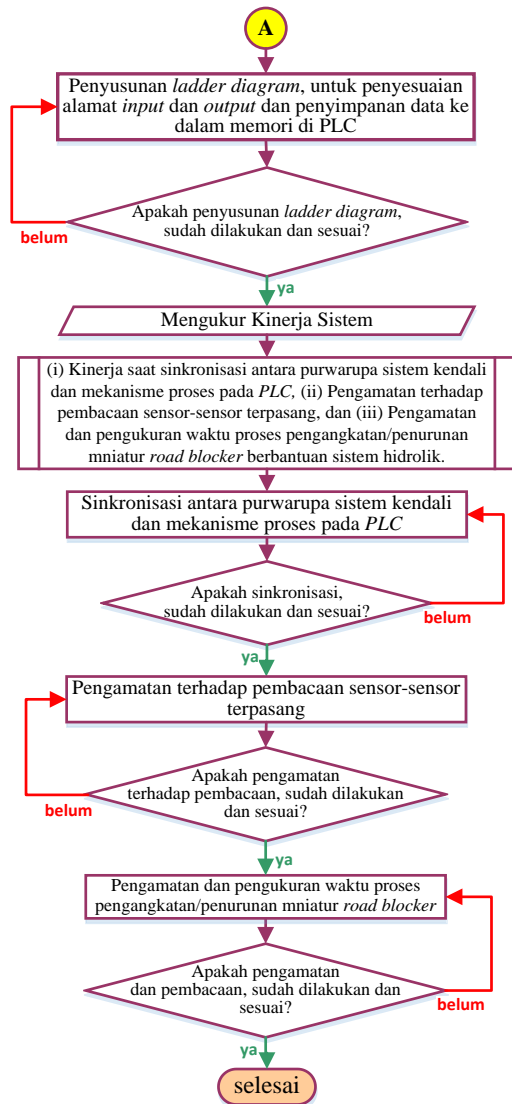 A
Penyusunan ladder diagram, untuk penyesuaian
alamat input dan output dan penyimpanan data ke
dalam memori di PLC
Apakah penyusunan ladder diagram,
sudah dilakukan dan sesuai?
belum
ya
Mengukur Kinerja Sistem
(i) Kinerja saat sinkronisasi antara purwarupa sistem kendali
dan mekanisme proses pada PLC, (ii) Pengamatan terhadap
pembacaan sensor-sensor terpasang, dan (iii) Pengamatan
dan pengukuran waktu proses pengangkatan/penurunan
mniatur road blocker berbantuan sistem hidrolik.
Sinkronisasi antara purwarupa sistem kendali
dan mekanisme proses pada PLC
Apakah sinkronisasi,
sudah dilakukan dan sesuai?
belum
ya
Pengamatan terhadap pembacaan sensor-sensor
terpasang
Apakah pengamatan
terhadap pembacaan, sudah dilakukan
dan sesuai?
belum
ya
Pengamatan dan pengukuran waktu proses
pengangkatan/penurunan mniatur road blocker
Apakah pengamatan
dan pembacaan, sudah dilakukan dan
sesuai?
belum
ya
selesai